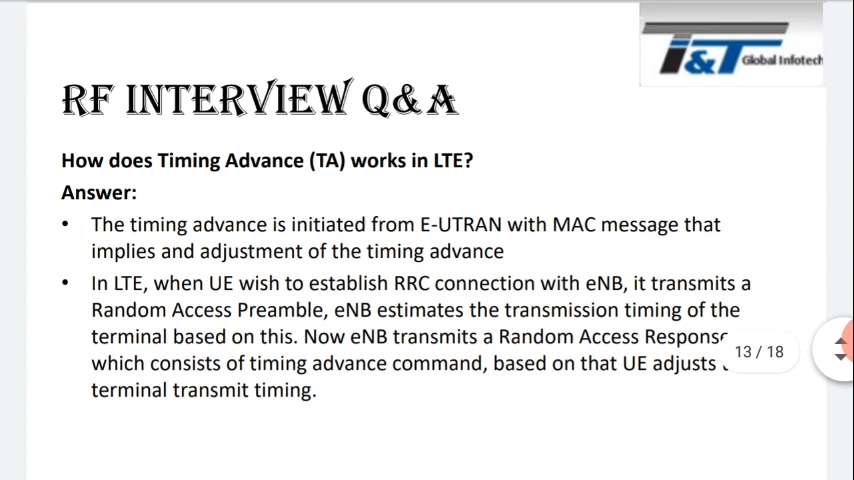 T&T Global Infotech
RF INTERVIEW Q&A
How does Timing Advance (TA) works in LTE?
Answer:
• The timing advance is initiated from E-UTRAN with MAC message that
implies and adjustment of the timing advance
• In LTE, when UE wish to establish RRC connection with eNB, it transmits a
Random Access Preamble, eNB estimates the transmission timing of the
terminal based on this. Now eNB transmits a Random Access Response
which consists of timing advance command, based on that UE adjusts
terminal transmit timing.
13 / 18